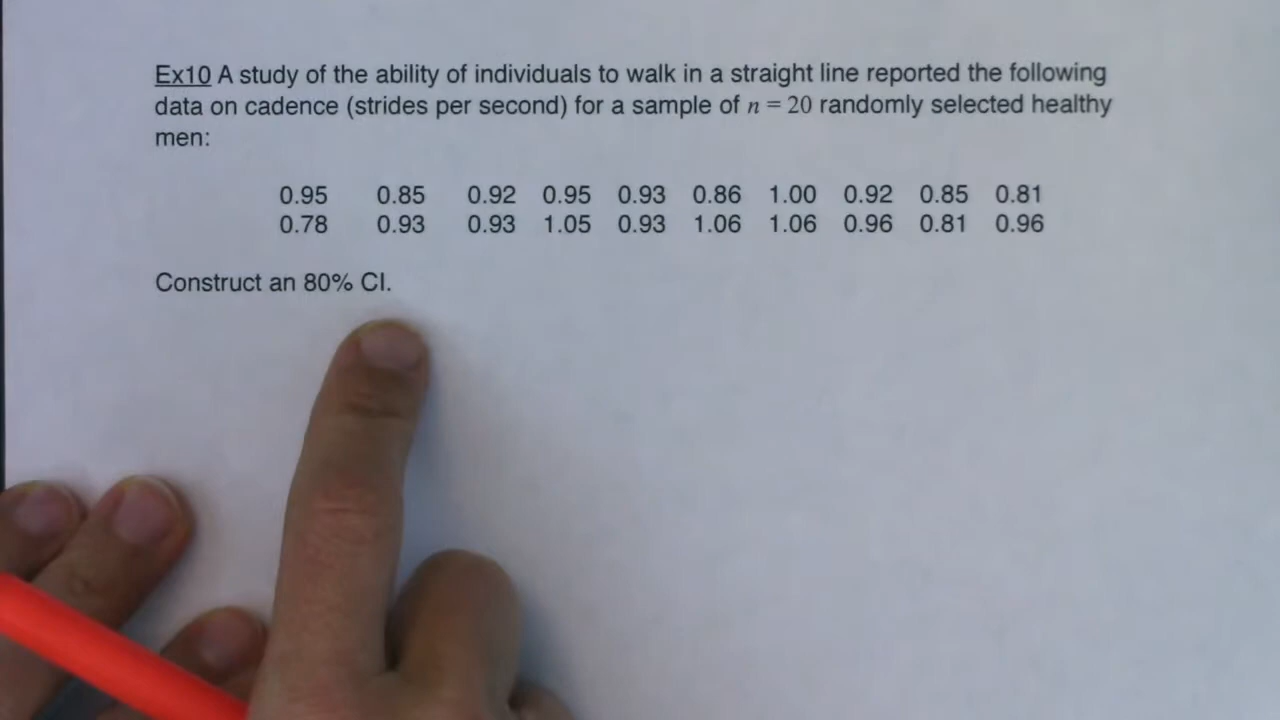 Ex10 A study of the ability of individuals to walk in a straight line reported the following
data on cadence (strides per second) for a sample of n = 20 randomly selected healthy
men:
0.95 0.85 0.92 0.95 0.93 0.86 1.00 0.92 0.85 0.81
0.78 0.93 0.93 1.05 0.93 1.06 1.06 0.96 0.81 0.96
Construct an 80% CI.